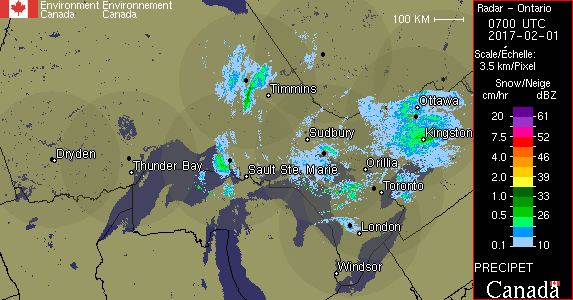 Environment Environnement
Canada Canada
100 KM
Radar - Ontario
0700 UTC
2017-02-01
Scale/Échelle:
3.5 km/Pixel
Snow/Neige
cm/hr dBZ
20 61
7.5 52
4.0 46
2.0 39
1.0 33
0.5 26
0.1 10
PRECIPET
Canada
Timmins
Ottawa
Sudbury
Kingston
Dryden
Thunder Bay
Sault Ste. Marie
Orillia
Toronto
London
Windsor